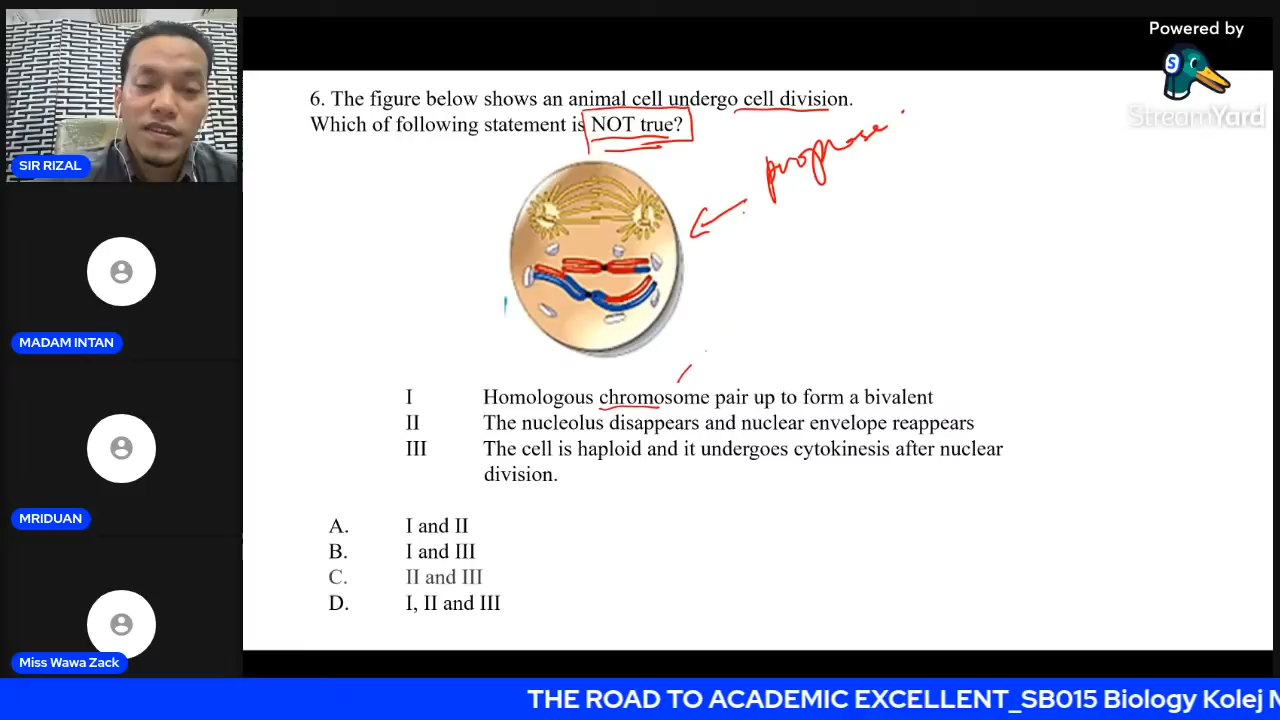 Powered by
S
StreamYard
6. The figure below shows an animal cell undergo cell division.
Which of following statement is NOT true?
prophase
SIR RIZAL
MADAM INTAN
MRIDUAN
Miss Wawa Zack
I Homologous chromosome pair up to form a bivalent
II The nucleolus disappears and nuclear envelope reappears
III The cell is haploid and it undergoes cytokinesis after nuclear
division.
A. I and II
B. I and III
C. II and III
D. I, II and III
THE ROAD TO ACADEMIC EXCELLENT_SB015 Biology Kolej M